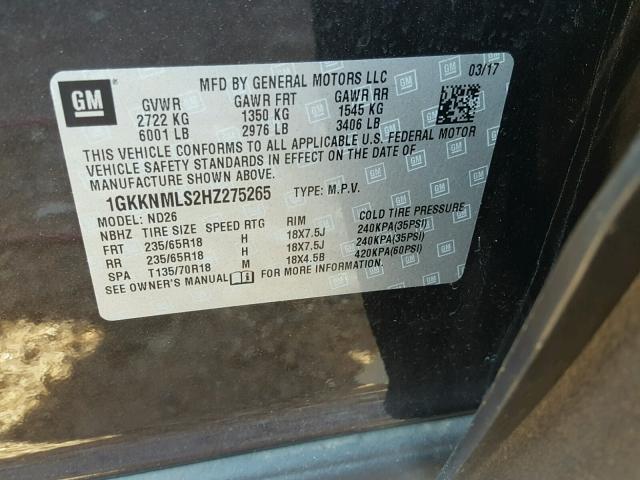 GM
MFD BY GENERAL MOTORS LLC 03/17
GVWR GAWR FRT GAWR RR
2722 KG 1350 KG 1545 KG
6001 LB 2976 LB 3406 LB
THIS VEHICLE CONFORMS TO ALL APPLICABLE U.S. FEDERAL MOTOR
VEHICLE SAFETY STANDARDS IN EFFECT ON THE DATE OF
MANUFACTURE SHOWN ABOVE.
1GKKNMLS2HZ275265 TYPE: M.P.V.
MODEL: ND26
NBHZ TIRE SIZE SPEED RTG RIM COLD TIRE PRESSURE
FRT 235/65R18 H 18X7.5J 240KPA(35PSI)
RR 235/65R18 H 18X7.5J 240KPA(35PSI)
SPA T135/70R18 M 18X4.5B 420KPA(60PSI)
SEE OWNER'S MANUAL